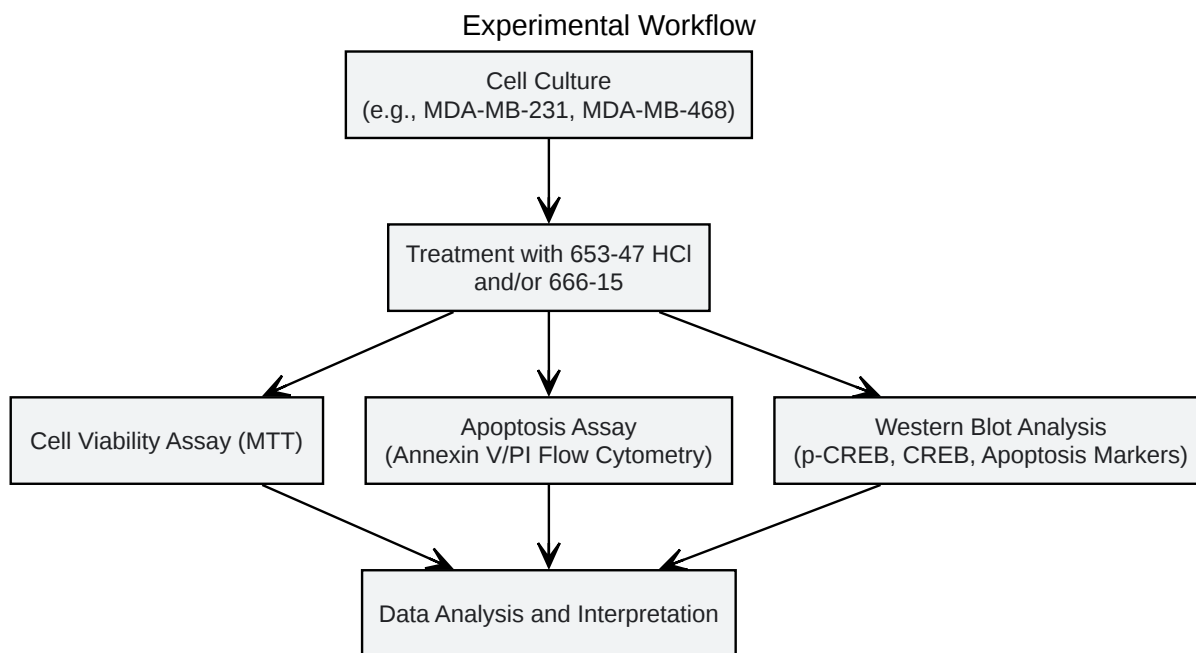 Experimental Workflow
Cell Culture
(e.g., MDA-MB-231, MDA-MB-468)
Treatment with 653-47 HCl
and/or 666-15
Cell Viability Assay (MTT)
Apoptosis Assay
(Annexin V/PI Flow Cytometry)
Western Blot Analysis
(p-CREB, CREB, Apoptosis Markers)
Data Analysis and Interpretation